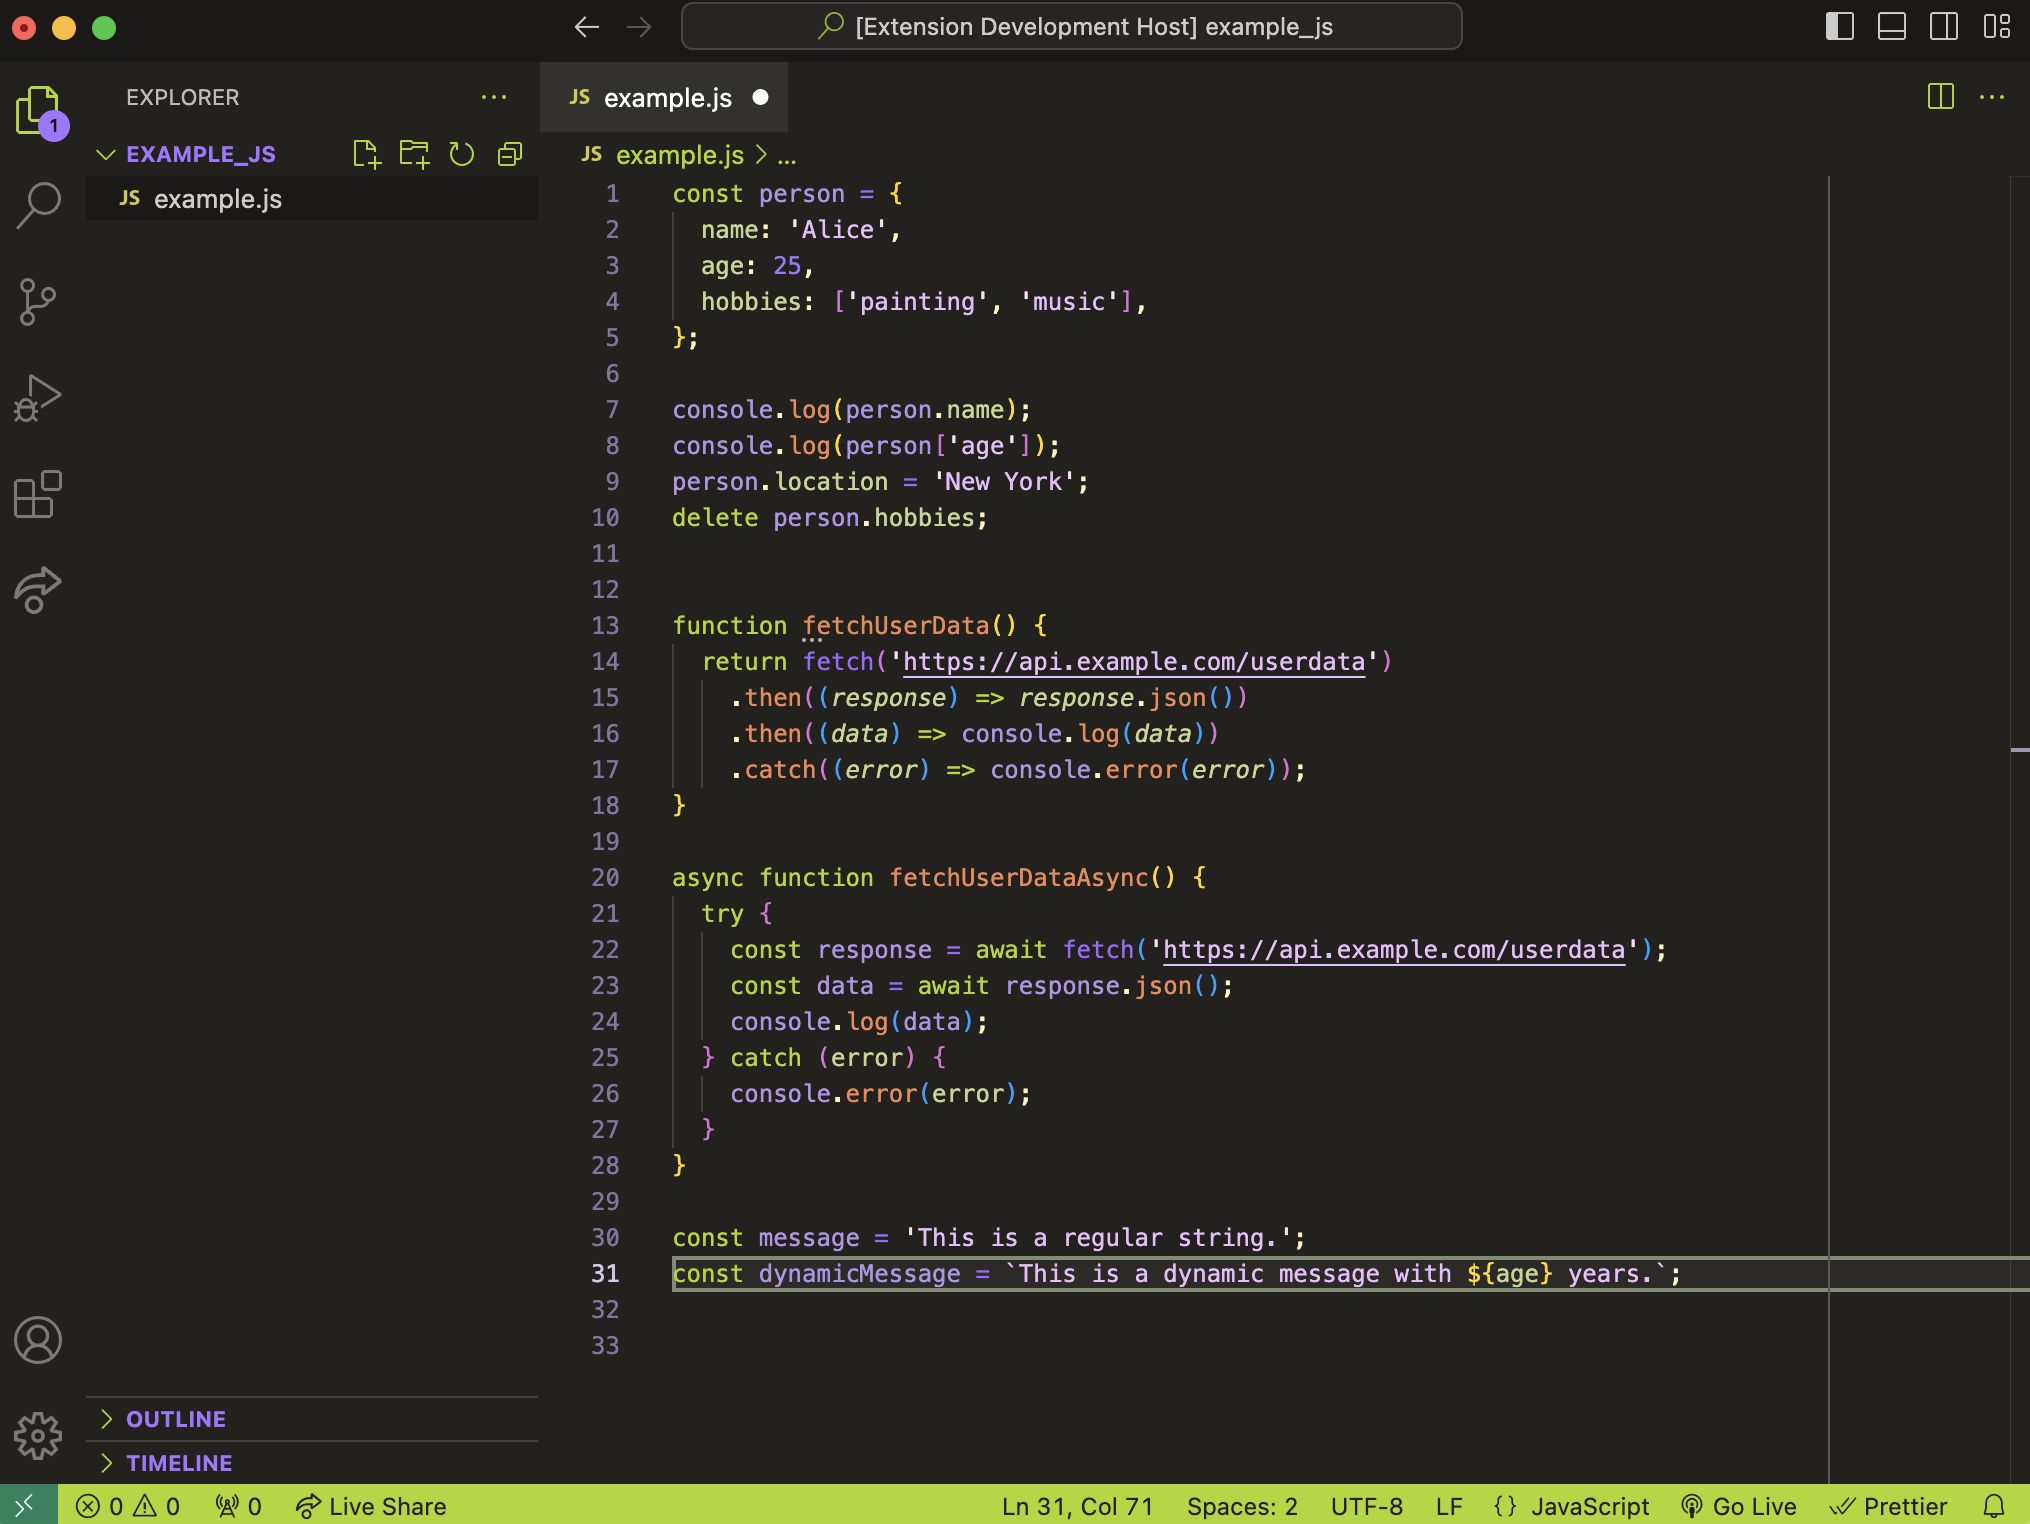 [Extension Development Host] example_js
EXPLORER
1
EXAMPLE_JS
JS example.js
JS example.js
JS example.js > ...
1 const person = {
2   name: 'Alice',
3   age: 25,
4   hobbies: ['painting', 'music'],
5 };
6
7 console.log(person.name);
8 console.log(person['age']);
9 person.location = 'New York';
10 delete person.hobbies;
11
12
13 function fetchUserData() {
14   return fetch('https://api.example.com/userdata')
15     .then((response) => response.json())
16     .then((data) => console.log(data))
17     .catch((error) => console.error(error));
18 }
19
20 async function fetchUserDataAsync() {
21   try {
22     const response = await fetch('https://api.example.com/userdata');
23     const data = await response.json();
24     console.log(data);
25   } catch (error) {
26     console.error(error);
27   }
28 }
29
30 const message = 'This is a regular string.';
31 const dynamicMessage = `This is a dynamic message with ${age} years.`;
32
33
OUTLINE
TIMELINE
0 0 0 Live Share Ln 31, Col 71 Spaces: 2 UTF-8 LF {} JavaScript Go Live Prettier